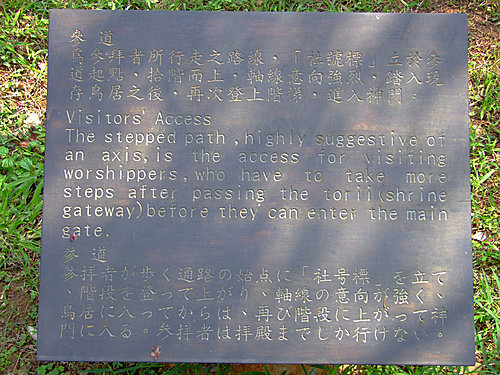 參 道
為參拜者所行走之路線,「社號標」立於參
道起點,拾階而上,軸線意向強烈,踏入現
存鳥居之後,再次登上階梯,進入神門。
Visitors' Access
The stepped path ,highly suggestive of
an axis,is the access for visiting
worshippers,who have to take more
steps after passing the torii(shrine
gateway)before they can enter the main
gate.
參 道
參拝者が歩く通路の始点に「社号標」を立て
、階段を登って上がり、軸線の意向が強く、
鳥居に入ってからは、再び階段に上がって神
門に入る。參拝者は拝殿までしか行けない。